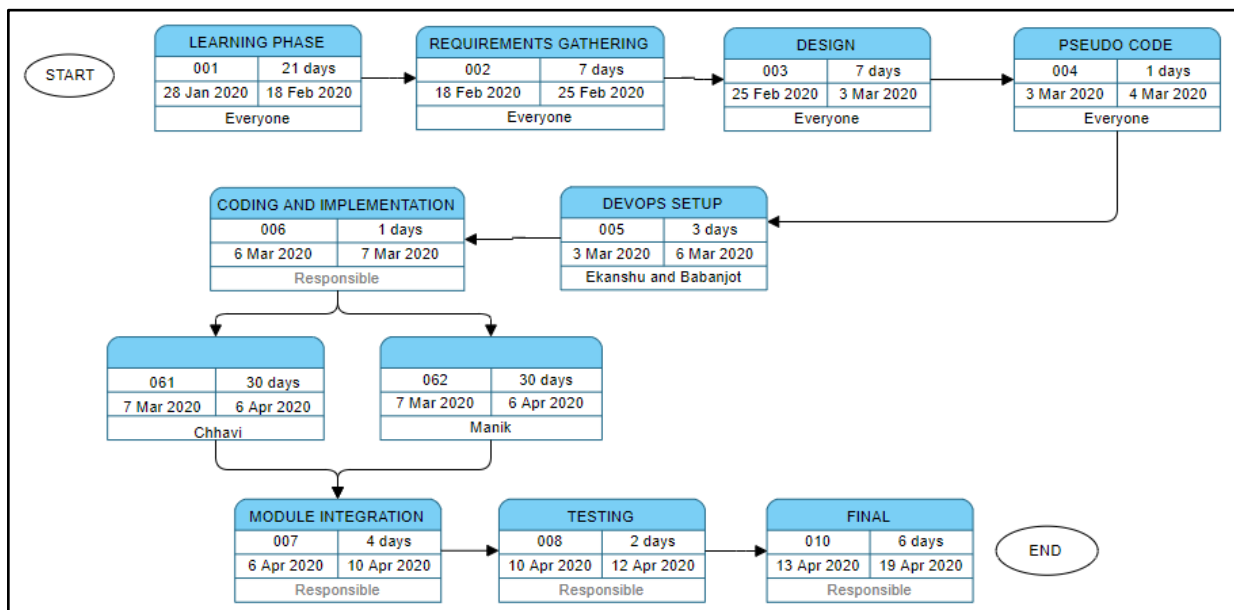 START
LEARNING PHASE
001 21 days
28 Jan 2020 18 Feb 2020
Everyone
REQUIREMENTS GATHERING
002 7 days
18 Feb 2020 25 Feb 2020
Everyone
DESIGN
003 7 days
25 Feb 2020 3 Mar 2020
Everyone
PSEUDO CODE
004 1 days
3 Mar 2020 4 Mar 2020
Everyone
DEVOPS SETUP
005 3 days
3 Mar 2020 6 Mar 2020
Ekanshu and Babanjot
CODING AND IMPLEMENTATION
006 1 days
6 Mar 2020 7 Mar 2020
Responsible
061 30 days
7 Mar 2020 6 Apr 2020
Chhavi
062 30 days
7 Mar 2020 6 Apr 2020
Manik
MODULE INTEGRATION
007 4 days
6 Apr 2020 10 Apr 2020
Responsible
TESTING
008 2 days
10 Apr 2020 12 Apr 2020
Responsible
FINAL
010 6 days
13 Apr 2020 19 Apr 2020
Responsible
END